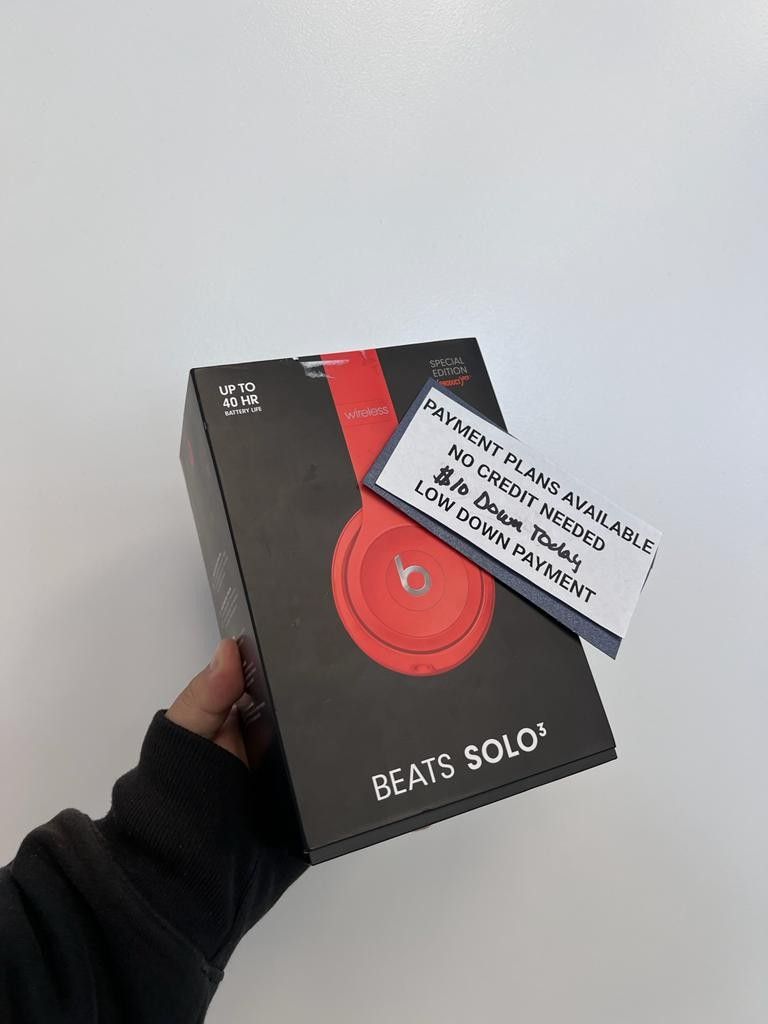 UP TO
40 HR
BATTERY LIFE
SPECIAL
EDITION
wireless
PAYMENT PLANS AVAILABLE
NO CREDIT NEEDED
$10 Down Today
LOW DOWN PAYMENT
b
BEATS SOLO³